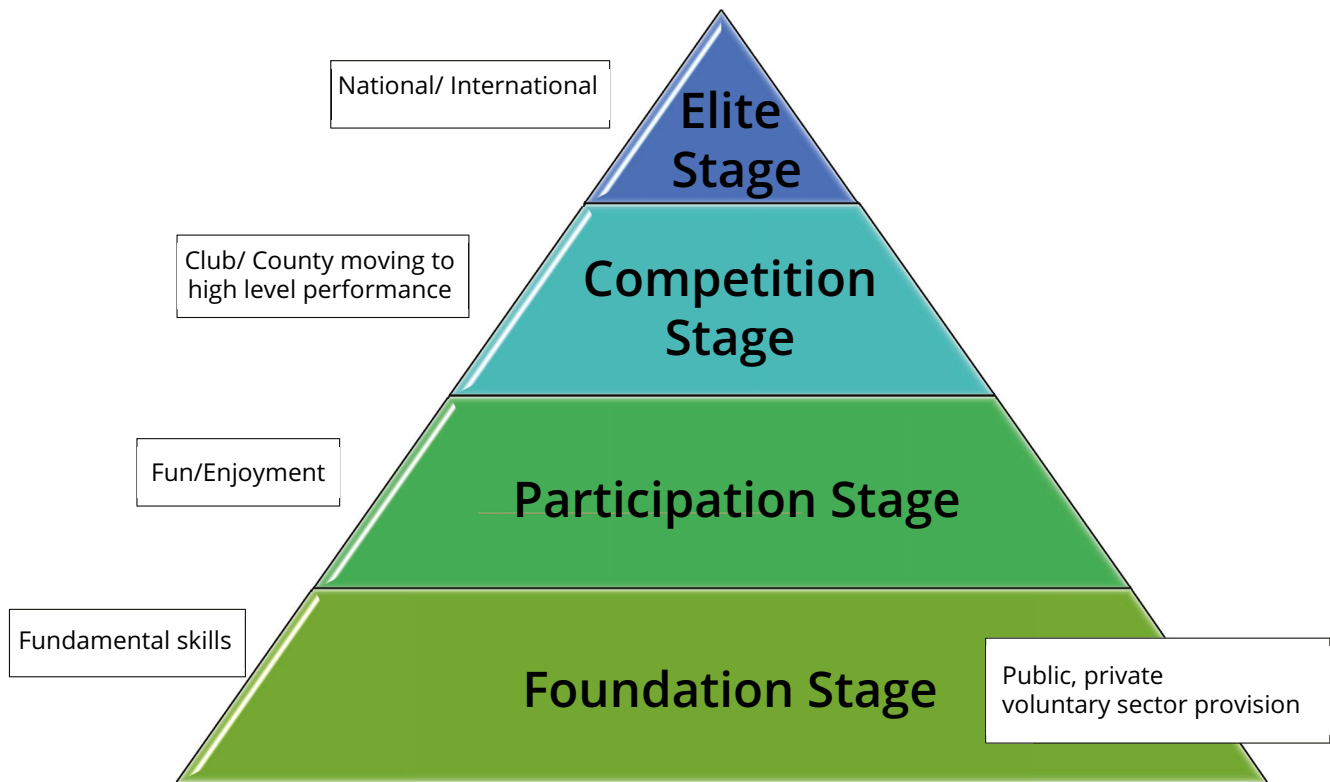 National/ International
Elite
Stage
Club/ County moving to
high level performance
Competition
Stage
Fun/Enjoyment
Participation Stage
Fundamental skills
Foundation Stage
Public, private
voluntary sector provision